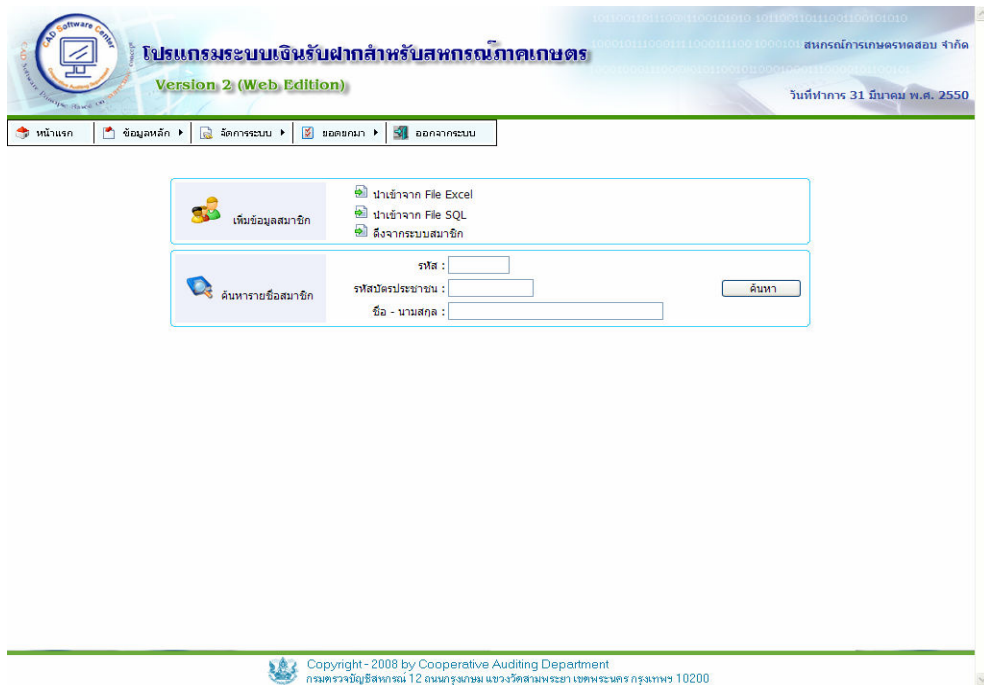 CAD Software Center
โปรแกรมระบบเงินรับฝากสำหรับสหกรณ์ภาคเกษตร
Version 2 (Web Edition)
สหกรณ์การเกษตรทดสอบ จำกัด
วันที่ทำการ 31 มีนาคม พ.ศ. 2550
หน้าแรก ข้อมูลหลัก จัดการระบบ ยอดยกมา ออกจากระบบ
เพิ่มข้อมูลสมาชิก
นำเข้าจาก File Excel
นำเข้าจาก File SQL
ดึงจากระบบสมาชิก
ค้นหารายชื่อสมาชิก
รหัส :
รหัสบัตรประชาชน :
ชื่อ - นามสกุล :
ค้นหา
Copyright - 2008 by Cooperative Auditing Department
กรมตรวจบัญชีสหกรณ์ 12 ถนนกรุงเกษม แขวงวัดสามพระยา เขตพระนคร กรุงเทพฯ 10200